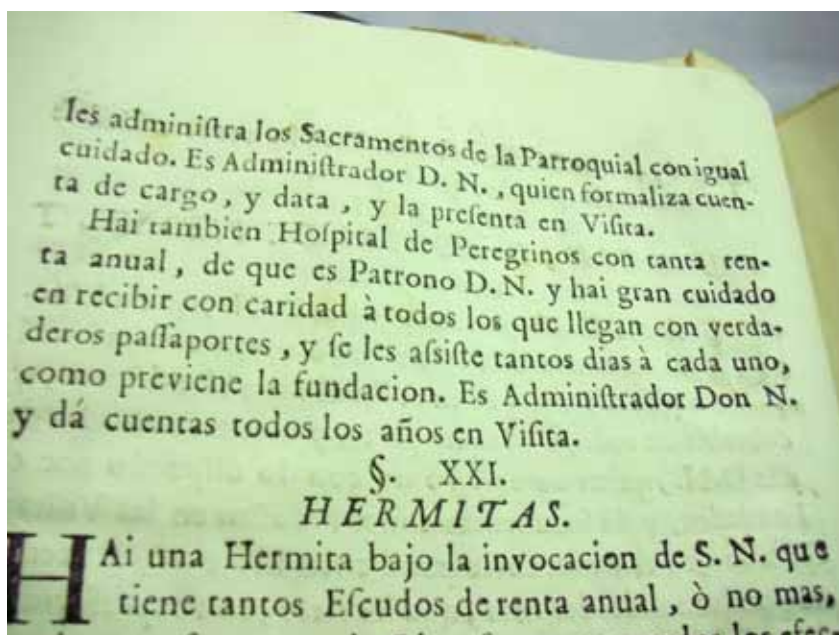 les adminiſtra los Sacramentos de la Parroquial con igual
cuidado. Es Adminiſtrador D. N. , quien formaliza cuen-
ta de cargo , y data , y la preſenta en Viſita.
Hai tambien Hoſpital de Peregrinos con tanta ren-
ta anual , de que es Patrono D. N. y hai gran cuidado
en recibir con caridad à todos los que llegan con verda-
deros paſſaportes , y ſe les aſsiſte tantos dias à cada uno,
como previene la fundacion. Es Adminiſtrador Don N.
y dá cuentas todos los años en Viſita.
§. XXI.
HERMITAS.
HAi una Hermita bajo la invocacion de S. N. que
tiene tantos Eſcudos de renta anual , ò no mas,